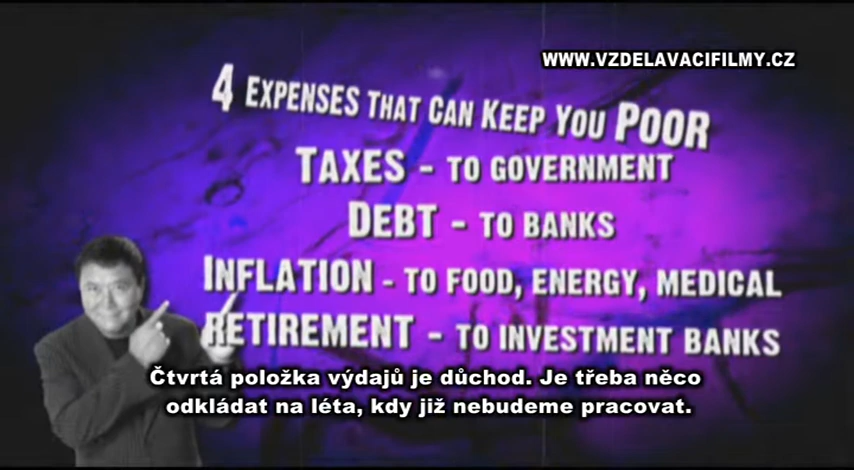 WWW.VZDELAVACIFILMY.CZ
4 EXPENSES THAT CAN KEEP YOU POOR
TAXES - TO GOVERNMENT
DEBT - TO BANKS
INFLATION - TO FOOD, ENERGY, MEDICAL
RETIREMENT - TO INVESTMENT BANKS
Čtvrtá položka výdajů je důchod. Je třeba něco
odkládat na léta, kdy již nebudeme pracovat.